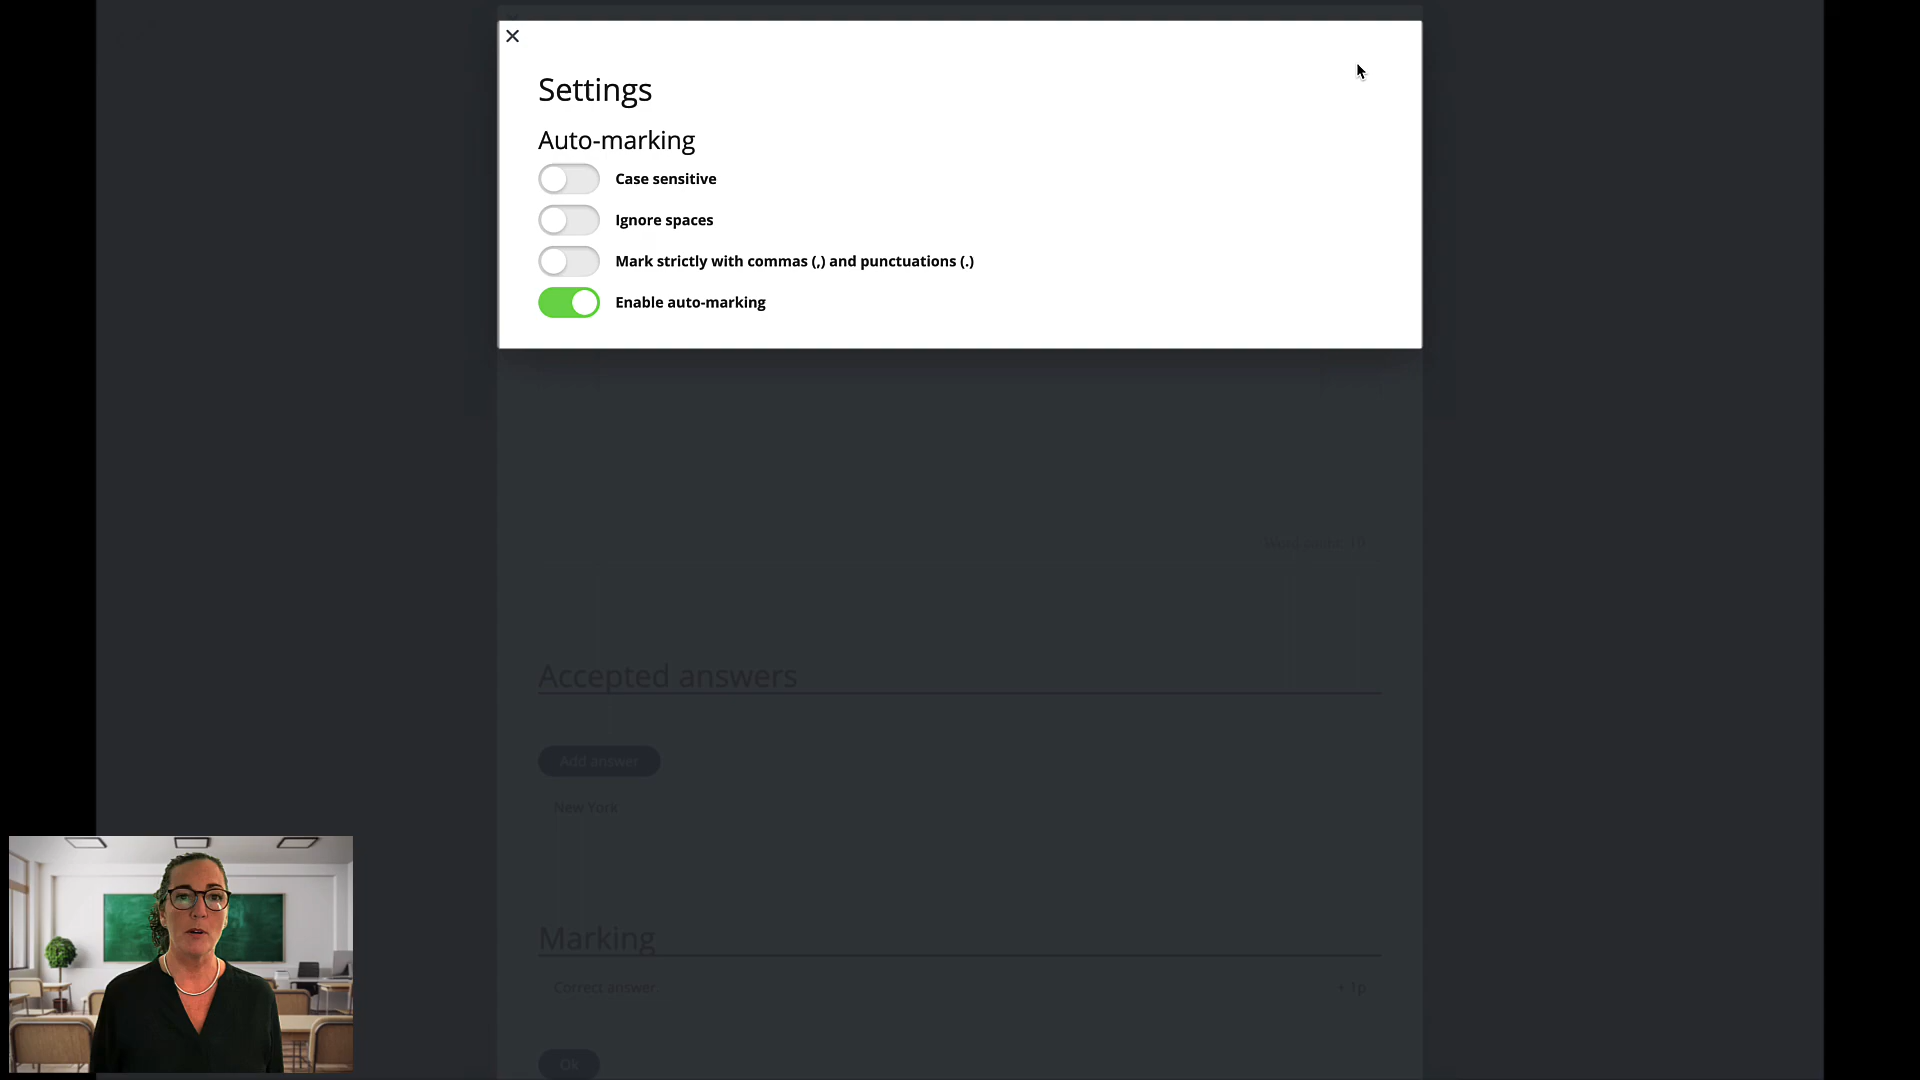 Settings
Auto-marking
Case sensitive
Ignore spaces
Mark strictly with commas (,) and punctuations (.)
Enable auto-marking
Word count: 10
Accepted answers
Add answer
New York
Marking
Correct answer
• 1p
Ok